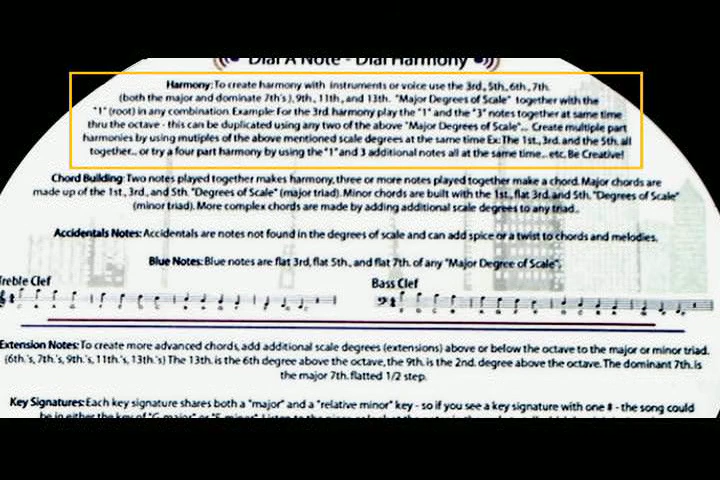 Dial A Note - Dial Harmony
Harmony: To create harmony with instruments or voice use the 3rd., 5th., 6th., 7th.
(both the major and dominate 7th's ), 9th., 11th., and 13th. "Major Degrees of Scale" together with the
"1" (root) in any combination. Example: For the 3rd. harmony play the "1" and the "3" notes together at same time
thru the octave - this can be duplicated using any two of the above "Major Degrees of Scale"... Create multiple part
harmonies by using mutiples of the above mentioned scale degrees at the same time Ex: The 1st., 3rd. and the 5th. all
together... or try a four part harmony by using the "1" and 3 additional notes all at the same time... etc. Be Creative!
Chord Building: Two notes played together makes harmony, three or more notes played together make a chord. Major chords are
made up of the 1st., 3rd., and 5th. "Degrees of Scale" (major triad). Minor chords are built with the 1st., flat 3rd. and 5th. "Degrees of Scale"
(minor triad). More complex chords are made by adding additional scale degrees to any triad..
Accidentals Notes: Accidentals are notes not found in the degrees of scale and can add spice or a twist to chords and melodies.
Blue Notes: Blue notes are flat 3rd, flat 5th., and flat 7th. of any "Major Degree of Scale".
Treble Clef
Bass Clef
Extension Notes: To create more advanced chords, add additional scale degrees (extensions) above or below the octave to the major or minor triad.
(6th.'s, 7th.'s, 9th.'s, 11th.'s, 13th.'s) The 13th. is the 6th degree above the octave, the 9th. is the 2nd. degree above the octave. The dominant 7th. is
the major 7th. flatted 1/2 step.
Key Signatures: Each key signature shares both a "major" and a "relative minor" key - so if you see a key signature with one # - the song could
be in either the key of "G major" or "E minor".